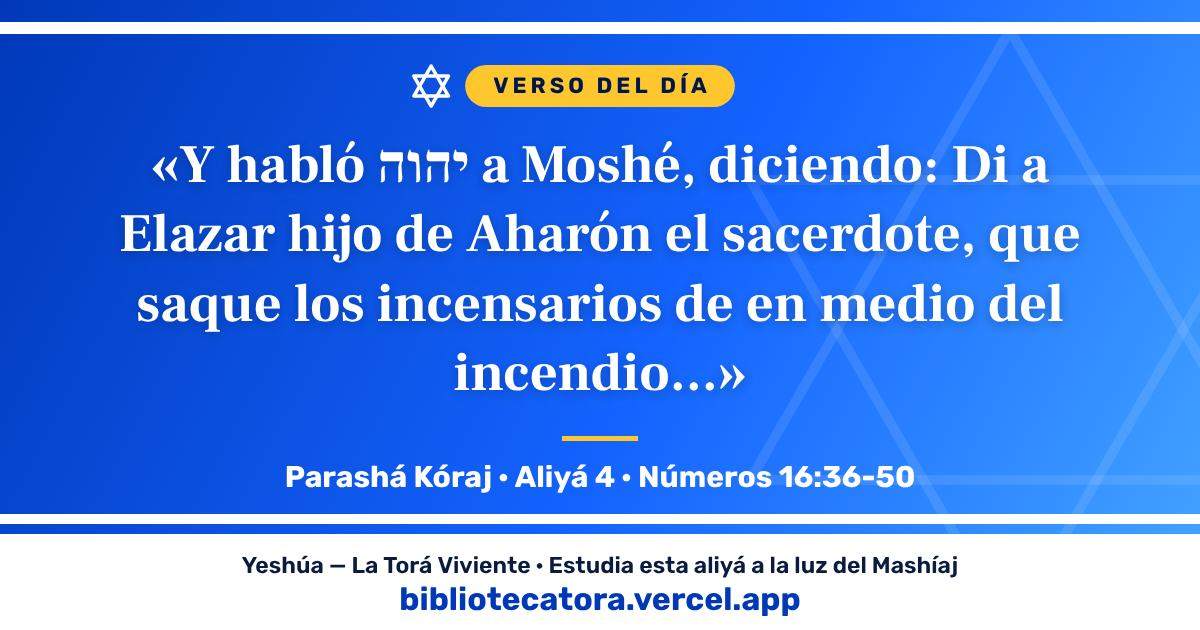 VERSO DEL DÍA
«Y habló יהוה a Moshé, diciendo: Di a
Elazar hijo de Aharón el sacerdote, que
saque los incensarios de en medio del
incendio...»
Parashá Kóraj • Aliyá 4 • Números 16:36-50
Yeshúa — La Torá Viviente • Estudia esta aliyá a la luz del Mashíaj
bibliotecatora.vercel.app